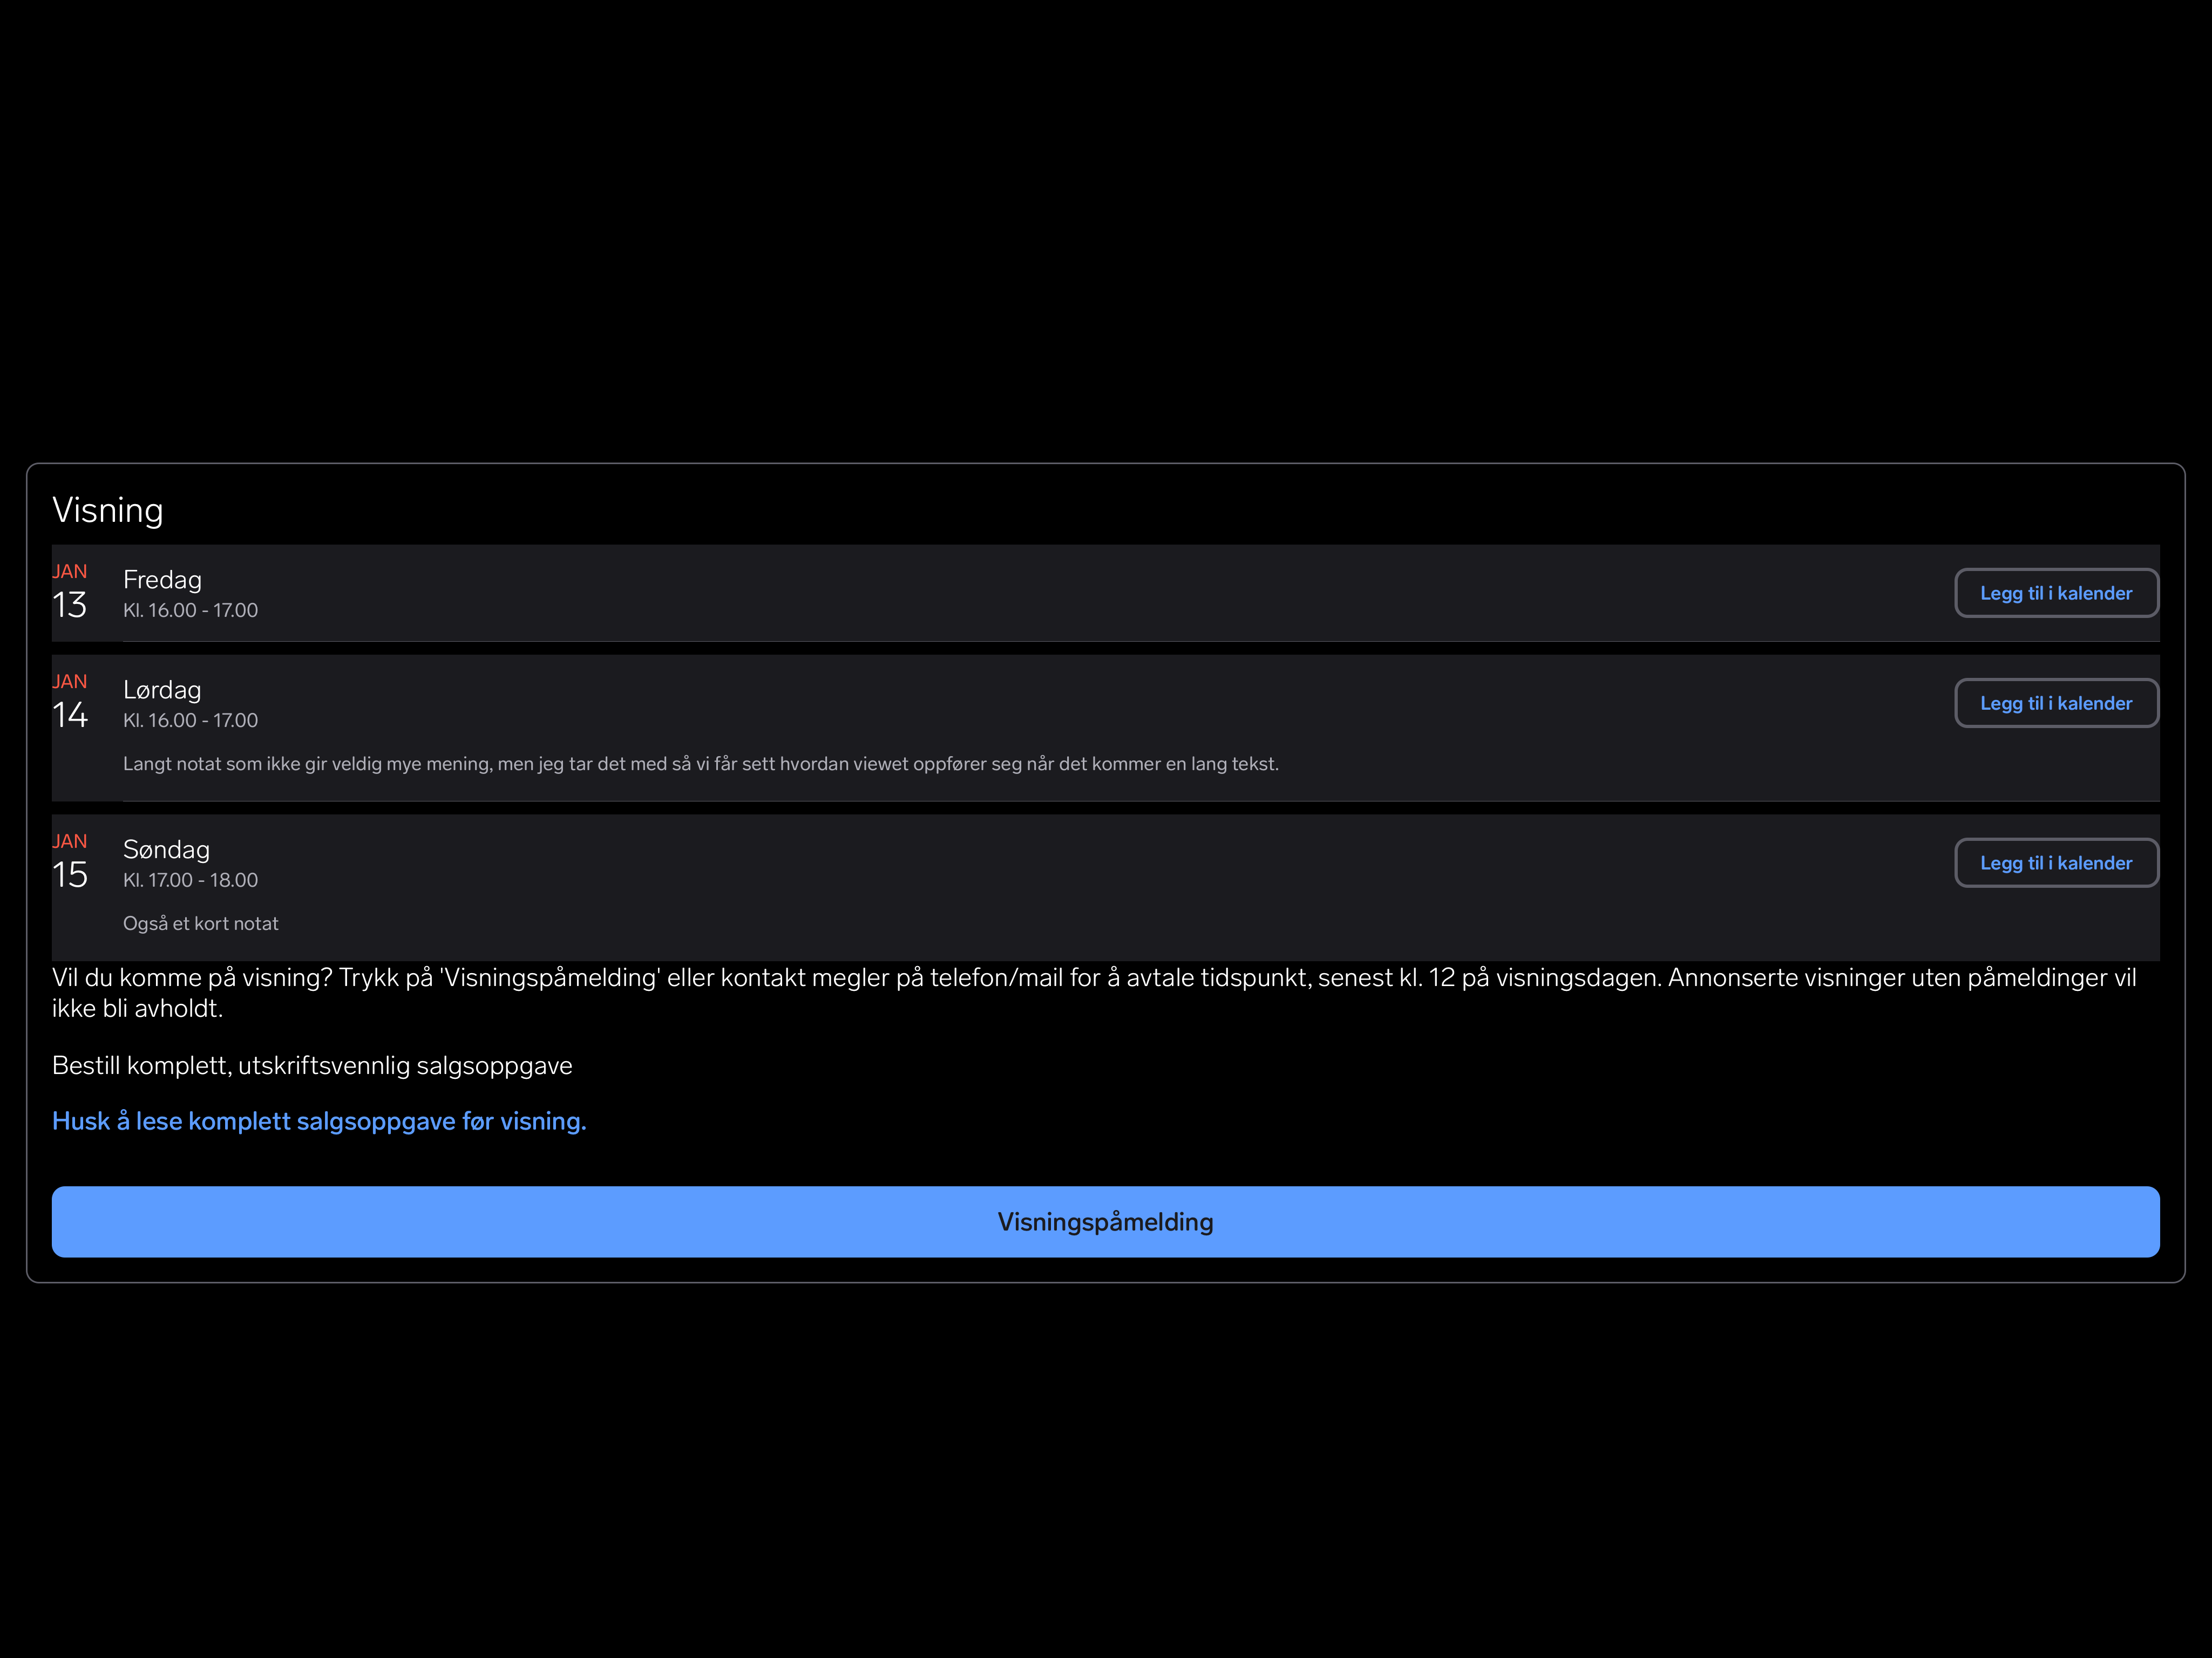 Visning
JAN
13
Fredag
Kl. 16.00 - 17.00
Legg til i kalender
JAN
14
Lørdag
Kl. 16.00 - 17.00
Legg til i kalender
Langt notat som ikke gir veldig mye mening, men jeg tar det med så vi får sett hvordan viewet oppfører seg når det kommer en lang tekst.
JAN
15
Søndag
Kl. 17.00 - 18.00
Legg til i kalender
Også et kort notat
Vil du komme på visning? Trykk på 'Visningspåmelding' eller kontakt megler på telefon/mail for å avtale tidspunkt, senest kl. 12 på visningsdagen. Annonserte visninger uten påmeldinger vil
ikke bli avholdt.
Bestill komplett, utskriftsvennlig salgsoppgave
Husk å lese komplett salgsoppgave før visning.
Visningspåmelding